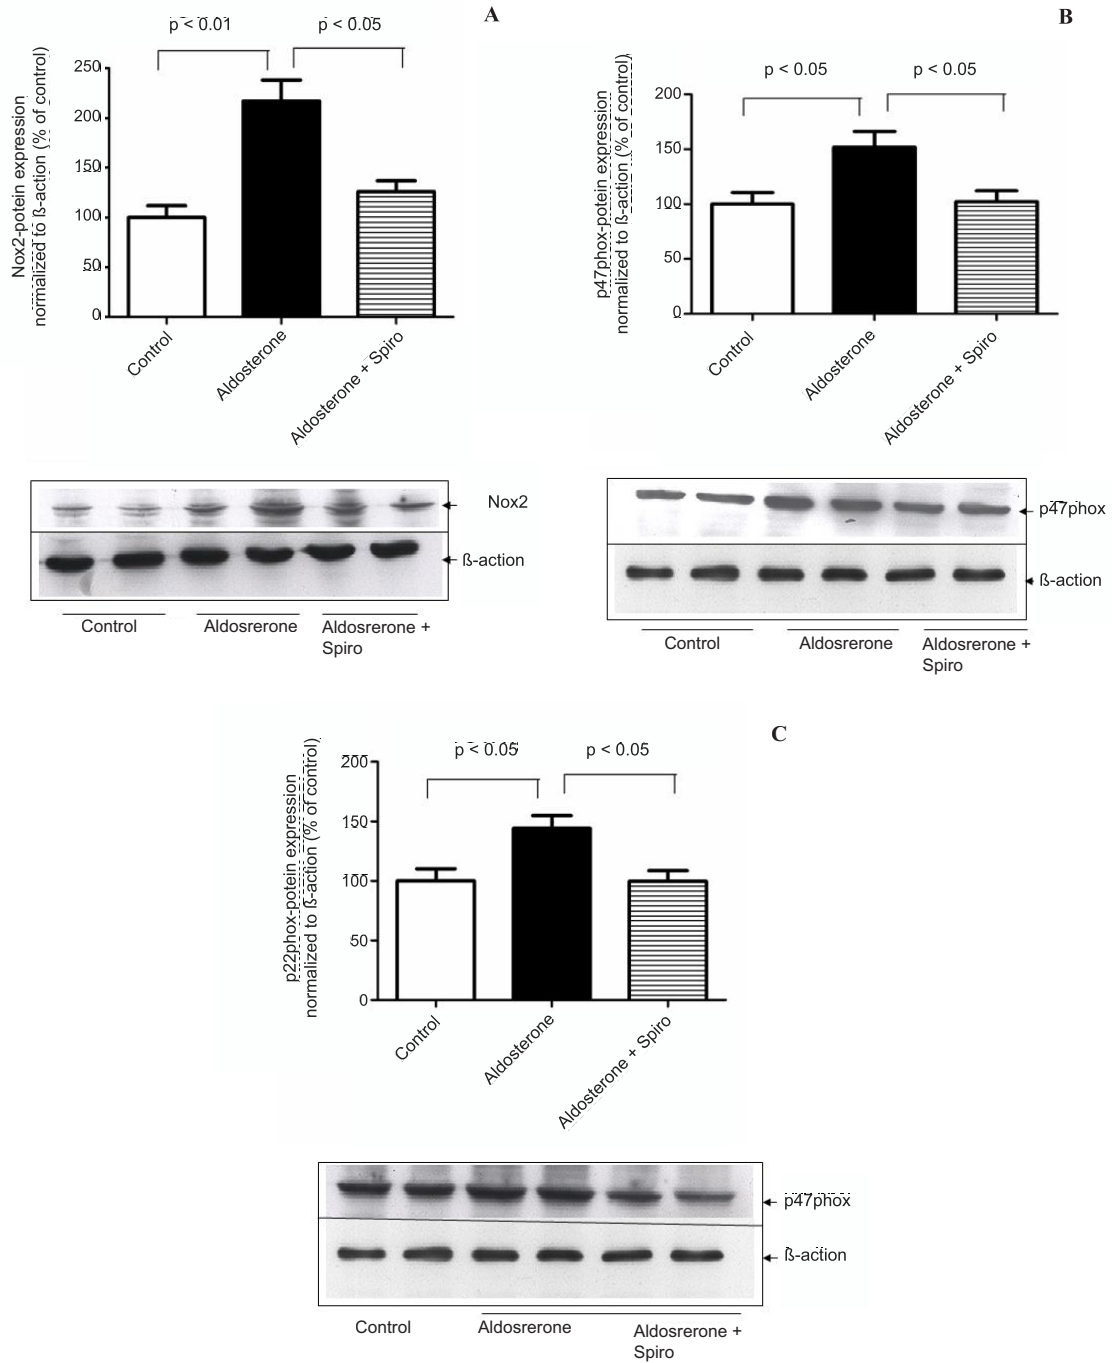 A
p < 0.01
p < 0.05
Nox2-potein expression
normalized to ß-action (% of control)
250
200
150
100
50
0
Control
Aldosterone
Aldosterone + Spiro
Nox2
ß-action
Control
Aldosrerone
Aldosrerone +
Spiro
B
p < 0.05
p < 0.05
p47phox-potein expression
normalized to ß-action (% of control)
200
150
100
50
0
Control
Aldosterone
Aldosterone + Spiro
p47phox
ß-action
Control
Aldosrerone
Aldosrerone +
Spiro
C
p < 0.05
p < 0.05
p22phox-potein expression
normalized to ß-action (% of control)
200
150
100
50
0
Control
Aldosterone
Aldosterone + Spiro
p47phox
ß-action
Control
Aldosrerone
Aldosrerone +
Spiro